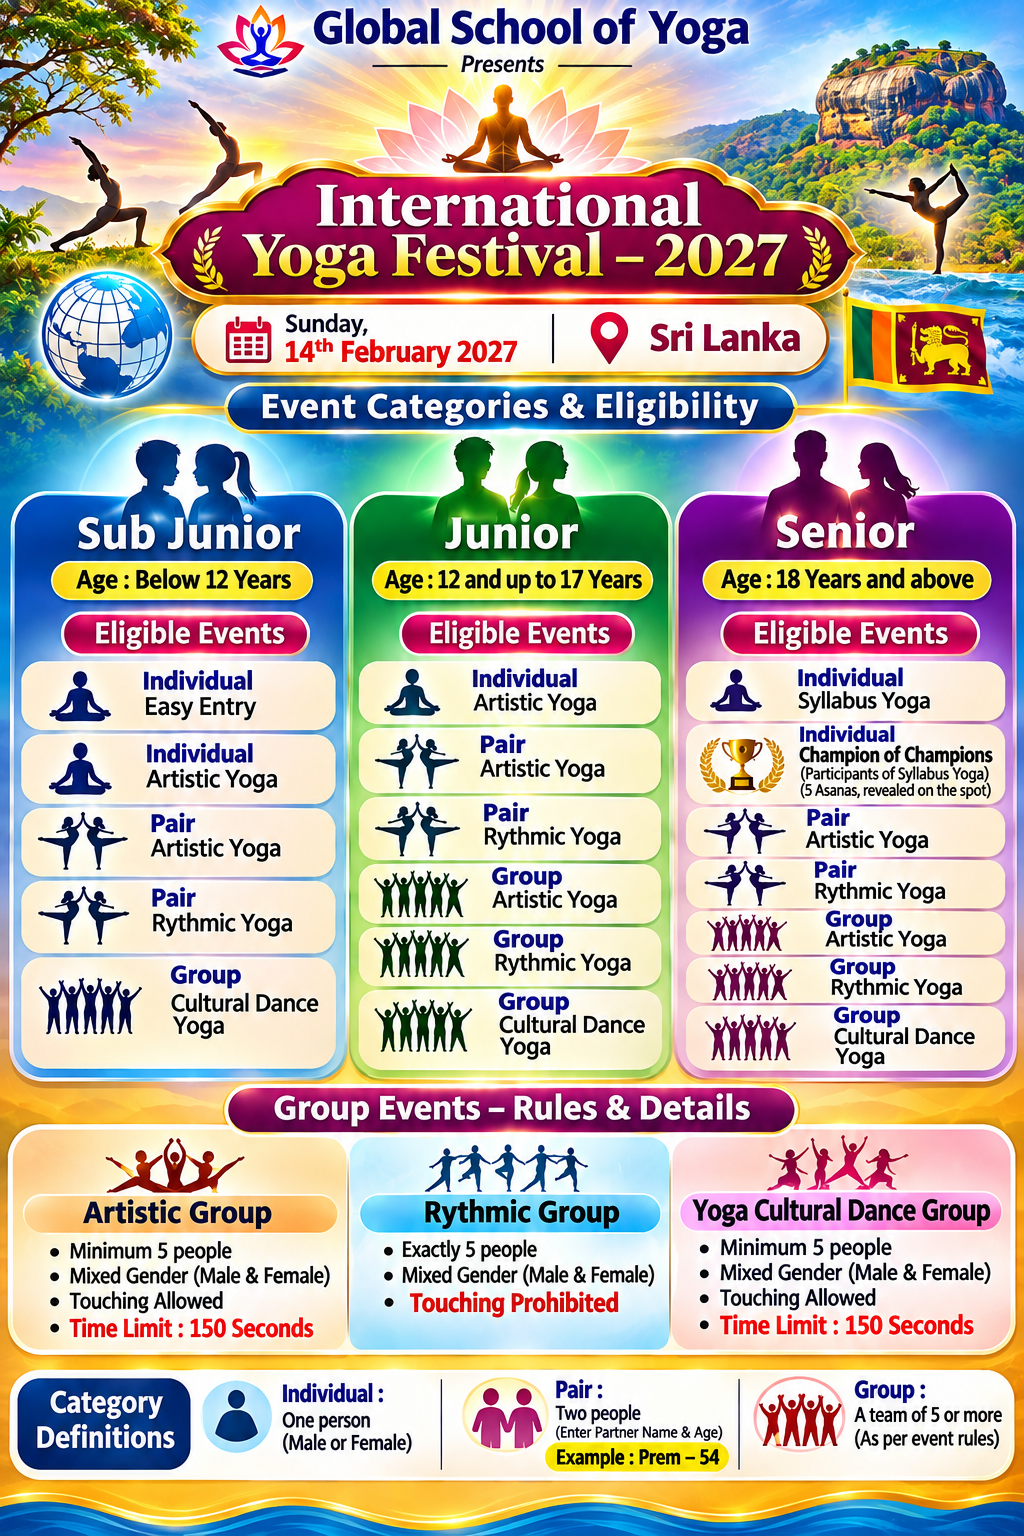 Global School of Yoga
Presents
International
Yoga Festival – 2027
Sunday,
14th February 2027
Sri Lanka
Event Categories & Eligibility
Sub Junior
Age : Below 12 Years
Eligible Events
Individual
Easy Entry
Individual
Artistic Yoga
Pair
Artistic Yoga
Pair
Rythmic Yoga
Group
Cultural Dance
Yoga
Junior
Age : 12 and up to 17 Years
Eligible Events
Individual
Artistic Yoga
Pair
Artistic Yoga
Pair
Rythmic Yoga
Group
Artistic Yoga
Group
Rythmic Yoga
Group
Cultural Dance
Yoga
Senior
Age : 18 Years and above
Eligible Events
Individual
Syllabus Yoga
Individual
Champion of Champions
(Participants of Syllabus Yoga)
(5 Asanas, revealed on the spot)
Pair
Artistic Yoga
Pair
Rythmic Yoga
Group
Artistic Yoga
Group
Rythmic Yoga
Group
Cultural Dance
Yoga
Group Events – Rules & Details
Artistic Group
• Minimum 5 people
• Mixed Gender (Male & Female)
• Touching Allowed
• Time Limit : 150 Seconds
Rythmic Group
• Exactly 5 people
• Mixed Gender (Male & Female)
• Touching Prohibited
Yoga Cultural Dance Group
• Minimum 5 people
• Mixed Gender (Male & Female)
• Touching Allowed
• Time Limit : 150 Seconds
Category
Definitions
Individual :
One person
(Male or Female)
Pair :
Two people
(Enter Partner Name & Age)
Example : Prem – 54
Group :
A team of 5 or more
(As per event rules)